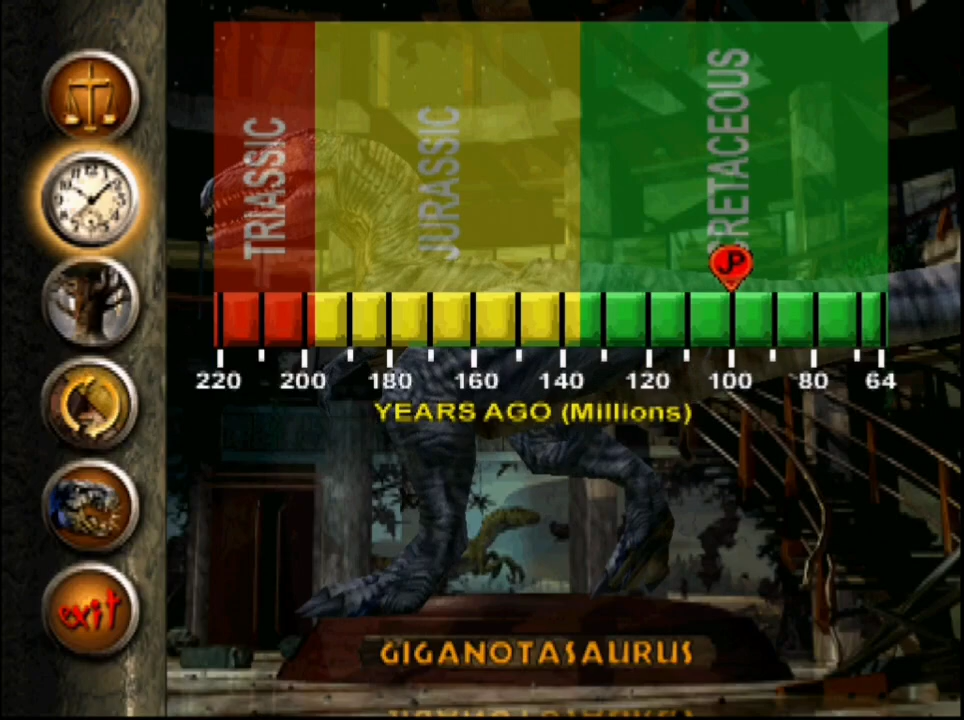 TRIASSIC
JURASSIC
CRETACEOUS
JP
220 200 180 160 140 120 100 80 64
YEARS AGO (Millions)
exit
GIGANOTASAURUS